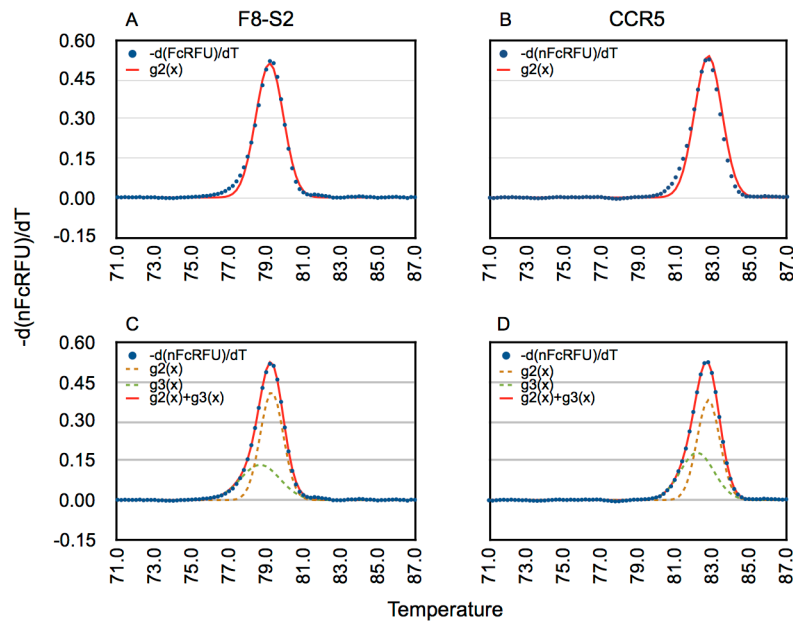 A F8-S2
B CCR5
-d(FcRFU)/dT
g2(x)
-d(nFcRFU)/dT
g2(x)
0.60
0.45
0.30
0.15
0.00
-0.15
71.0 73.0 75.0 77.0 79.0 81.0 83.0 85.0 87.0
71.0 73.0 75.0 77.0 79.0 81.0 83.0 85.0 87.0
-d(nFcRFU)/dT
C
D
-d(nFcRFU)/dT
g2(x)
g3(x)
g2(x)+g3(x)
-d(nFcRFU)/dT
g2(x)
g3(x)
g2(x)+g3(x)
0.60
0.45
0.30
0.15
0.00
-0.15
71.0 73.0 75.0 77.0 79.0 81.0 83.0 85.0 87.0
71.0 73.0 75.0 77.0 79.0 81.0 83.0 85.0 87.0
Temperature